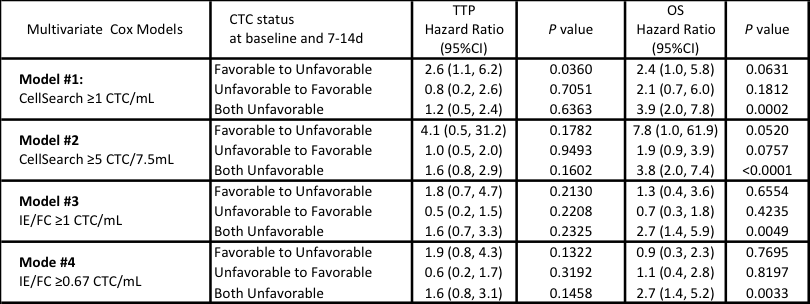 Multivariate Cox Models
CTC status
at baseline and 7-14d
TTP
Hazard Ratio
(95%CI)
P value
OS
Hazard Ratio
(95%CI)
P value
Model #1:
CellSearch ≥1 CTC/mL
Favorable to Unfavorable 2.6 (1.1, 6.2) 0.0360 2.4 (1.0, 5.8) 0.0631
Unfavorable to Favorable 0.8 (0.2, 2.6) 0.7051 2.1 (0.7, 6.0) 0.1812
Both Unfavorable 1.2 (0.5, 2.4) 0.6363 3.9 (2.0, 7.8) 0.0002
Model #2
CellSearch ≥5 CTC/7.5mL
Favorable to Unfavorable 4.1 (0.5, 31.2) 0.1782 7.8 (1.0, 61.9) 0.0520
Unfavorable to Favorable 1.0 (0.5, 2.0) 0.9493 1.9 (0.9, 3.9) 0.0757
Both Unfavorable 1.6 (0.8, 2.9) 0.1602 3.8 (2.0, 7.4) <0.0001
Model #3
IE/FC ≥1 CTC/mL
Favorable to Unfavorable 1.8 (0.7, 4.7) 0.2130 1.3 (0.4, 3.6) 0.6554
Unfavorable to Favorable 0.5 (0.2, 1.5) 0.2208 0.7 (0.3, 1.8) 0.4235
Both Unfavorable 1.6 (0.7, 3.3) 0.2325 2.7 (1.4, 5.9) 0.0049
Mode #4
IE/FC ≥0.67 CTC/mL
Favorable to Unfavorable 1.9 (0.8, 4.3) 0.1322 0.9 (0.3, 2.3) 0.7695
Unfavorable to Favorable 0.6 (0.2, 1.7) 0.3192 1.1 (0.4, 2.8) 0.8197
Both Unfavorable 1.6 (0.8, 3.1) 0.1458 2.7 (1.4, 5.2) 0.0033